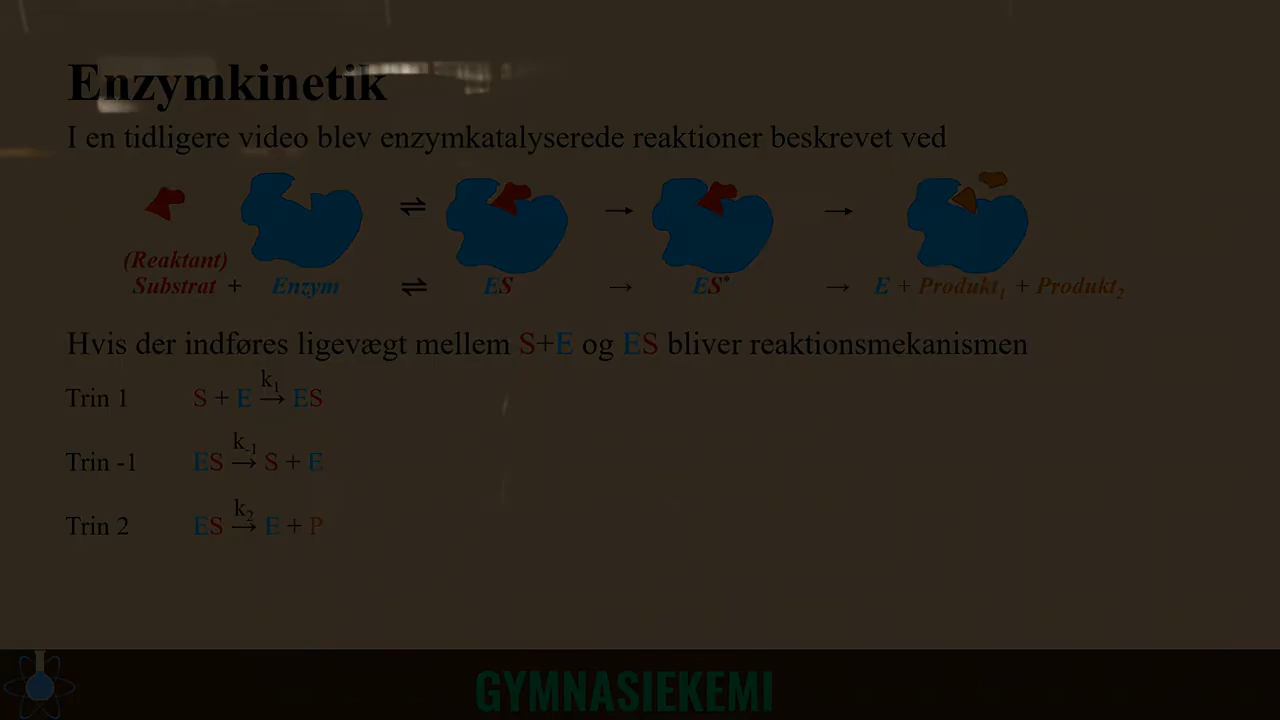 Enzymkinetik
I en tidligere video blev enzymkatalyserede reaktioner beskrevet ved
⇌ → →
(Reaktant)
Substrat + Enzym ⇌ ES → ES* → E + Produkt₁ + Produkt₂
Hvis der indføres ligevægt mellem S+E og ES bliver reaktionsmekanismen
k₁
Trin 1 S + E → ES
k₋₁
Trin -1 ES → S + E
k₂
Trin 2 ES → E + P
GYMNASIEKEMI